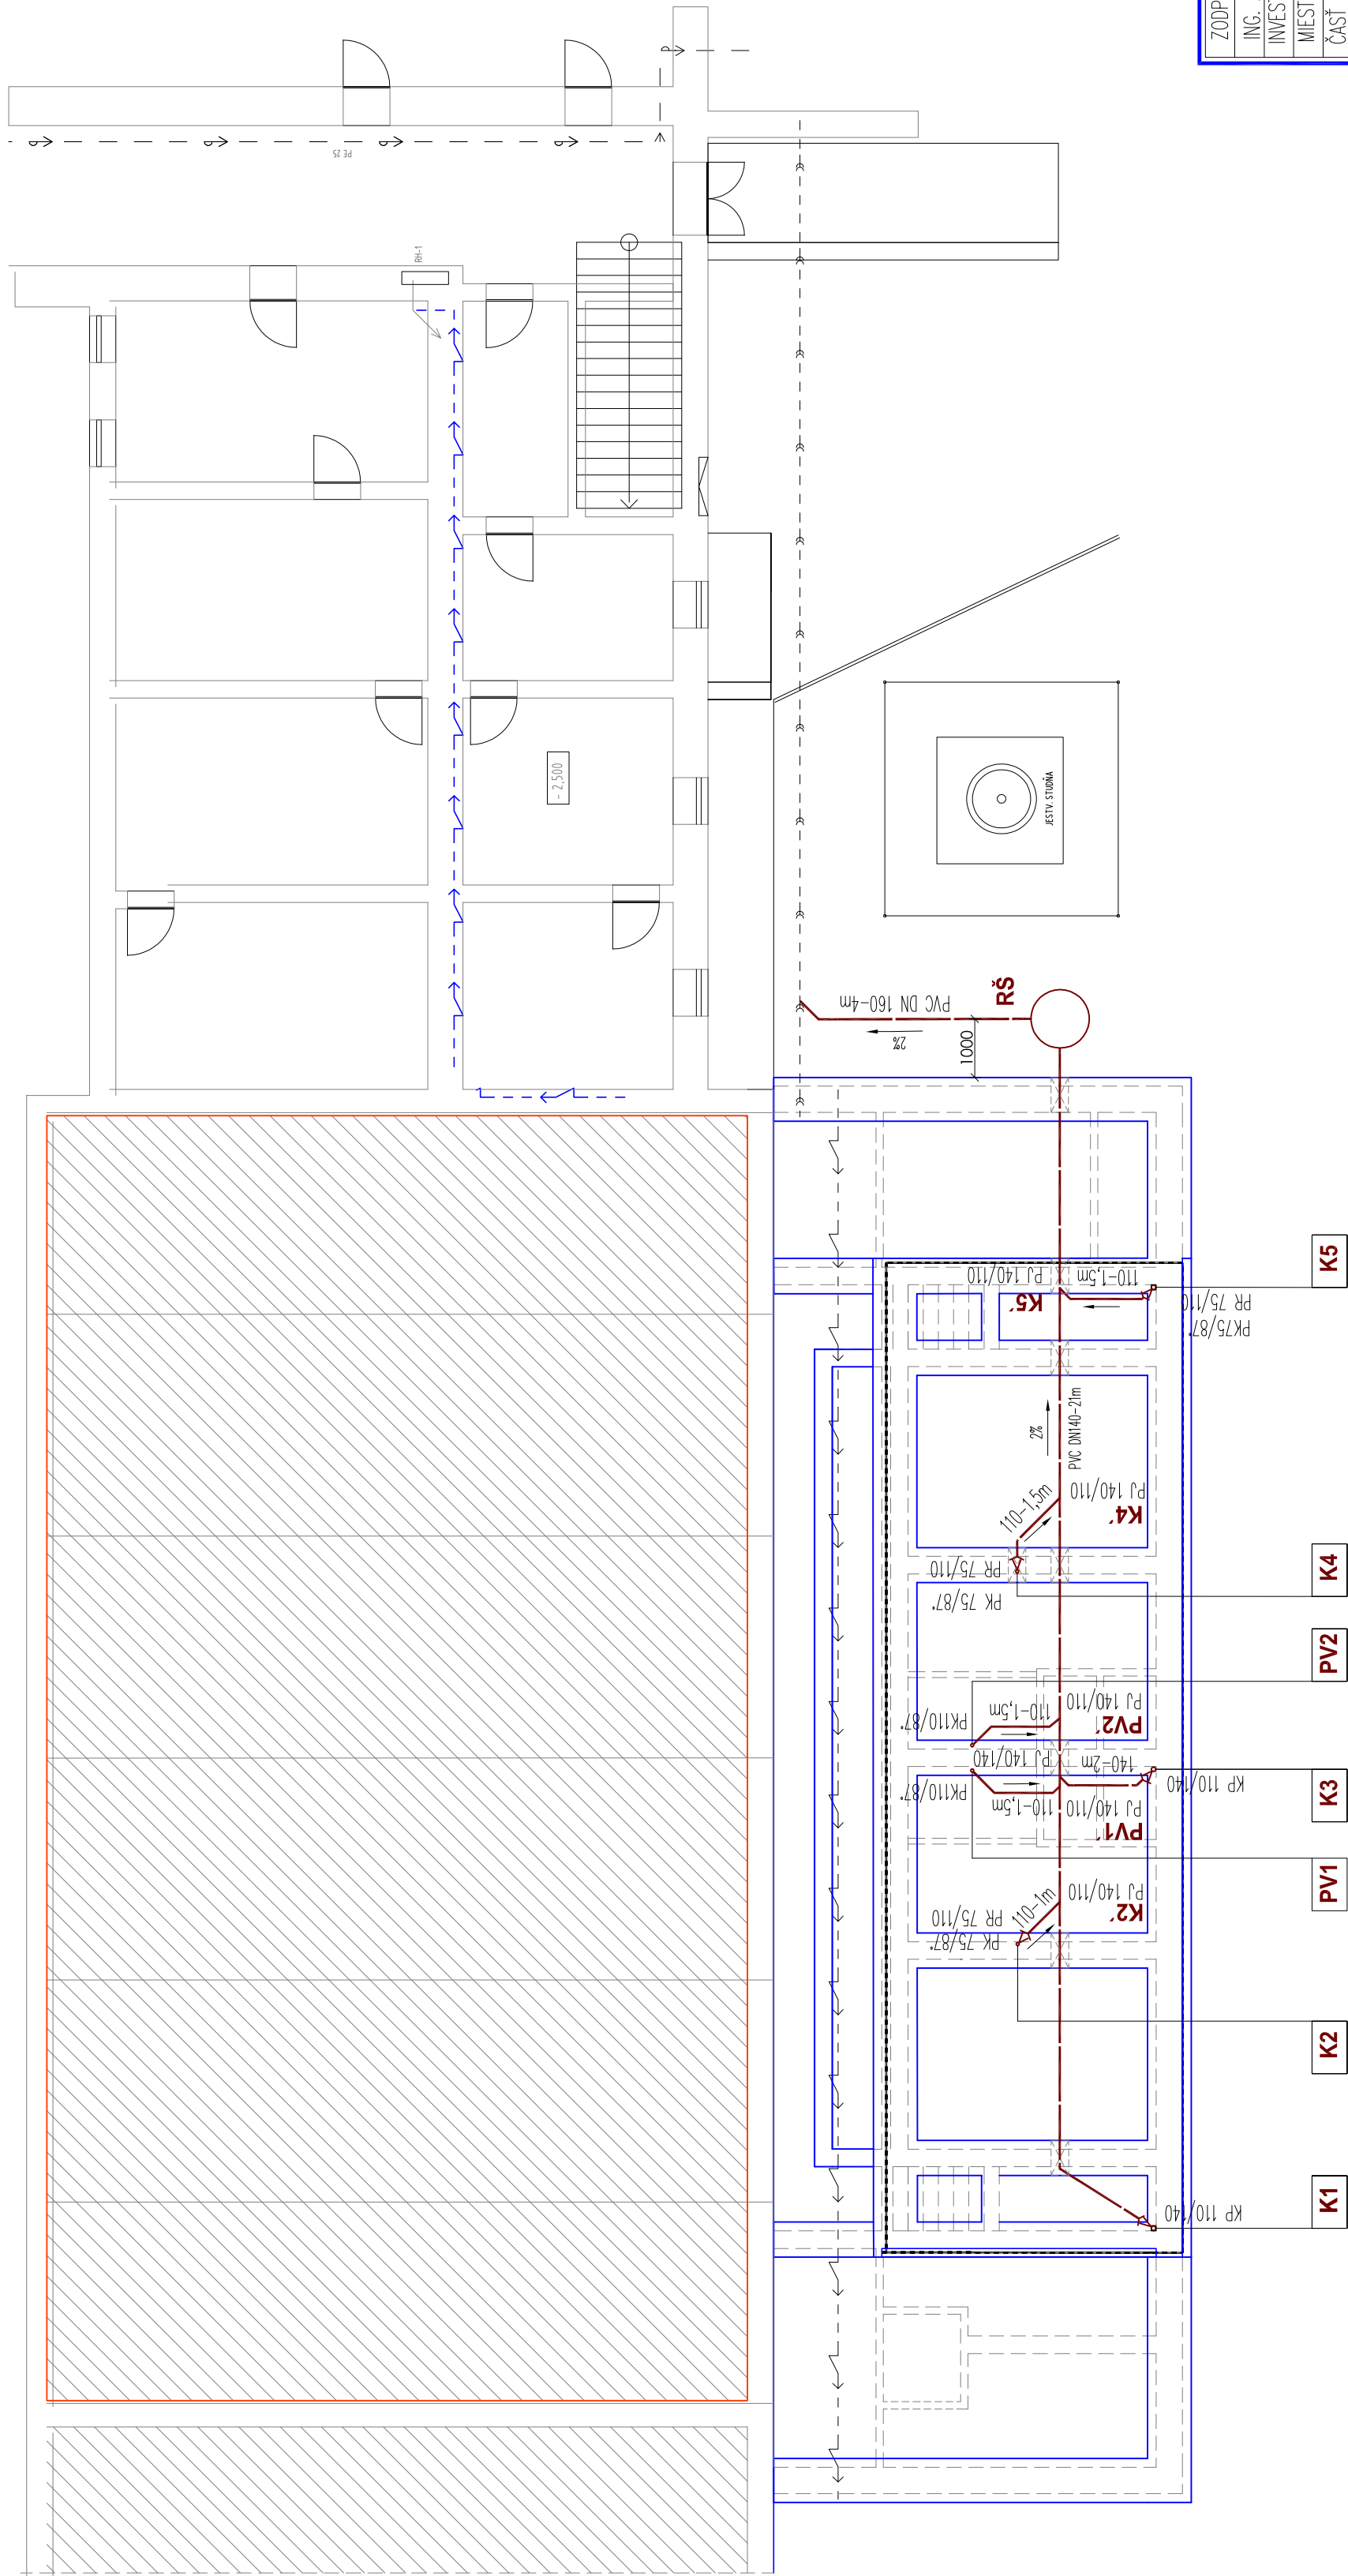 ZODP
ING.
INVEST
MIEST
ČASŤ
PE 25
RH-1
- 2,500
JESTV. STUDŇA
RŠ
PVC DN 160-4m
2%
1000
K5
PJ 140/110
K5´
110-1,5m
PR 75/110
PK75/87°
2%
PVC DN140-21m
110-1,5m
PJ 140/110
K4´
PR 75/110
PK 75/87°
K4
PV2
PK110/87°
110-1,5m
PJ 140/110
PV2´
PJ 140/140
140-2m
KP 110/140
K3
PK110/87°
110-1,5m
PJ 140/110
PV1´
PV1
PR 75/110
PK 75/87°
110-1m
PJ 140/110
K2´
K2
KP 110/140
K1